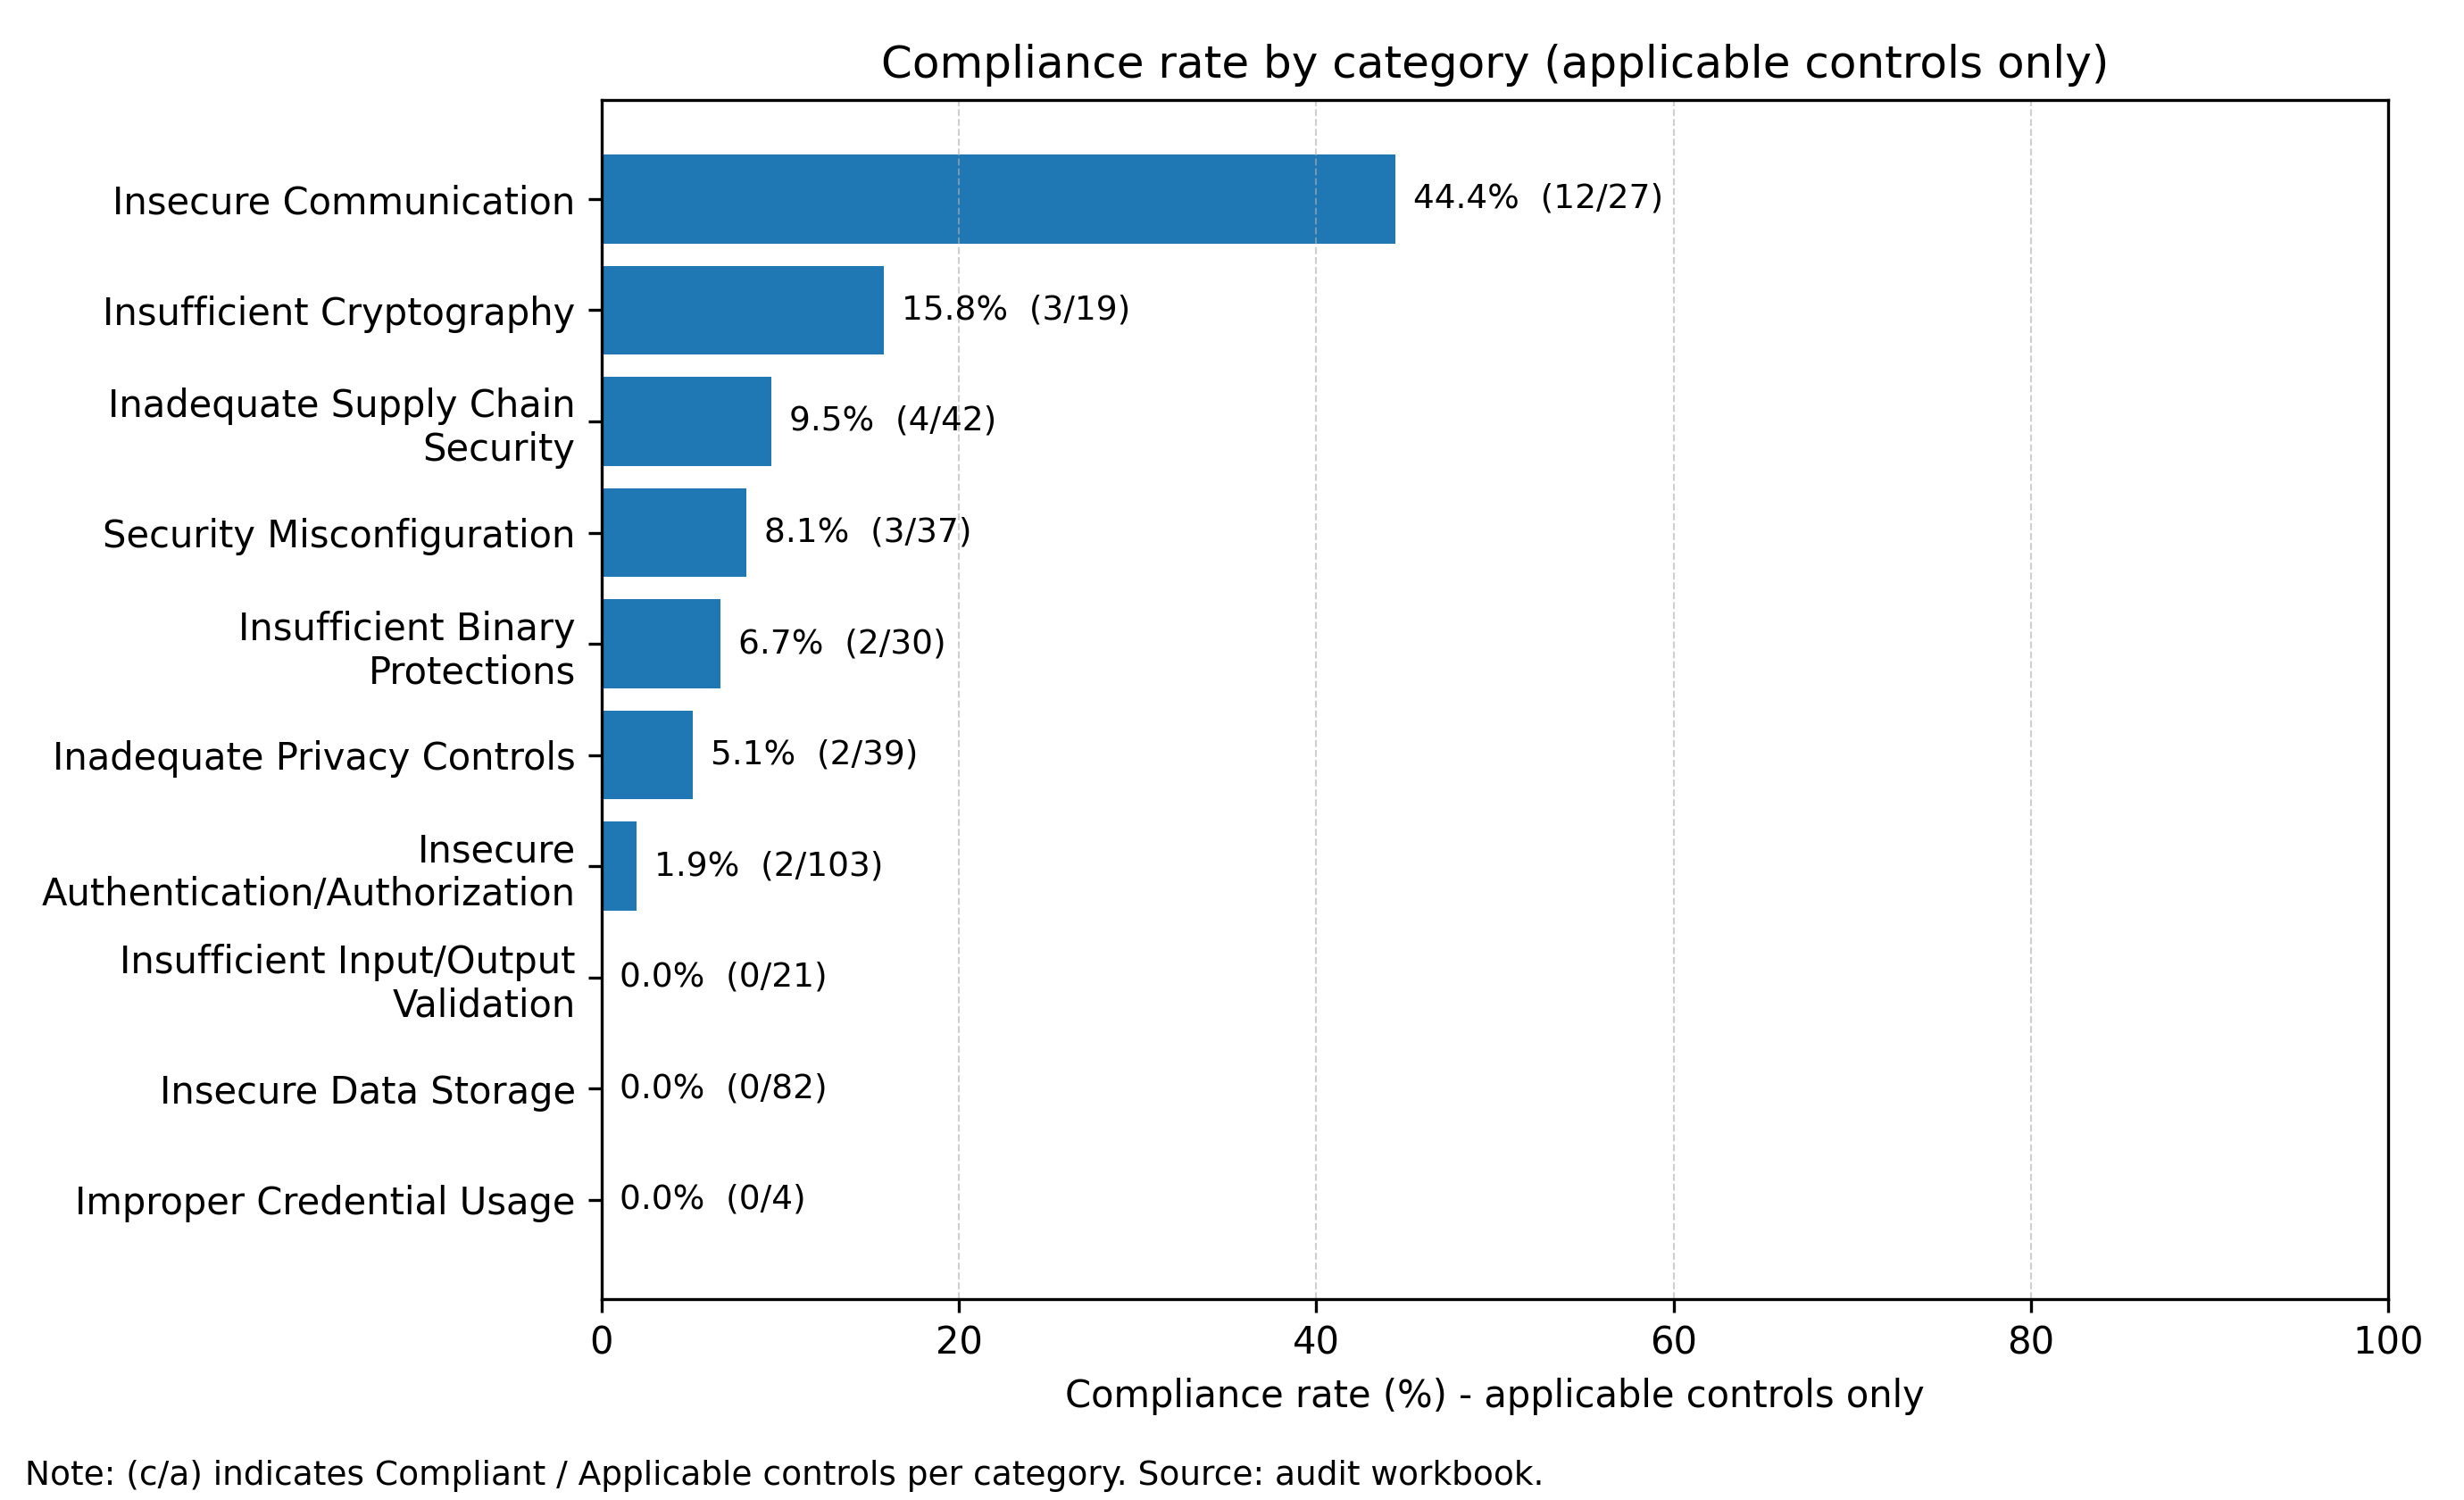 Compliance rate by category (applicable controls only)
Insecure Communication
44.4%  (12/27)
Insufficient Cryptography
15.8%  (3/19)
Inadequate Supply Chain
Security
9.5%  (4/42)
Security Misconfiguration
8.1%  (3/37)
Insufficient Binary
Protections
6.7%  (2/30)
Inadequate Privacy Controls
5.1%  (2/39)
Insecure
Authentication/Authorization
1.9%  (2/103)
Insufficient Input/Output
Validation
0.0%  (0/21)
Insecure Data Storage
0.0%  (0/82)
Improper Credential Usage
0.0%  (0/4)
0 20 40 60 80 100
Compliance rate (%) - applicable controls only
Note: (c/a) indicates Compliant / Applicable controls per category. Source: audit workbook.